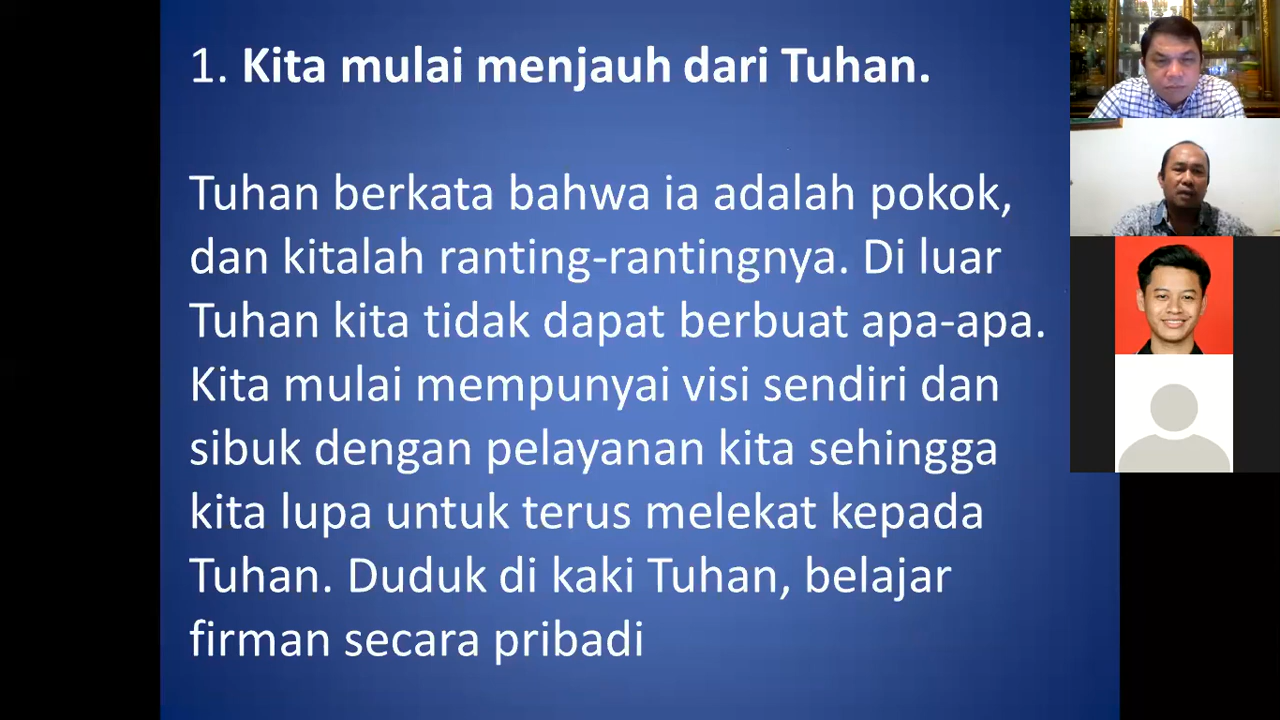 1. Kita mulai menjauh dari Tuhan.
Tuhan berkata bahwa ia adalah pokok,
dan kitalah ranting-rantingnya. Di luar
Tuhan kita tidak dapat berbuat apa-apa.
Kita mulai mempunyai visi sendiri dan
sibuk dengan pelayanan kita sehingga
kita lupa untuk terus melekat kepada
Tuhan. Duduk di kaki Tuhan, belajar
firman secara pribadi